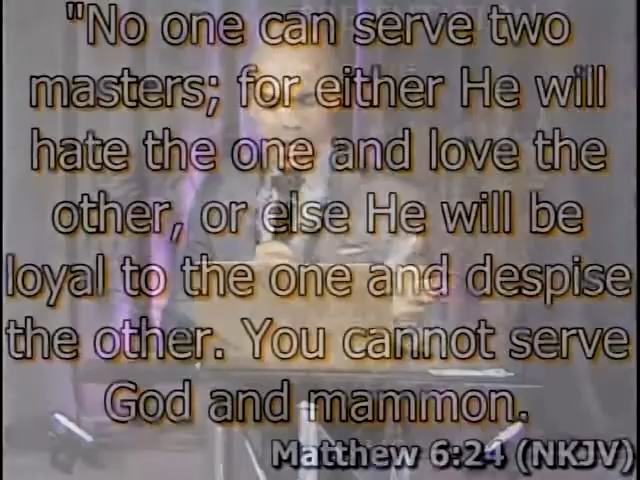 "No one can serve two
masters; for either He will
hate the one and love the
other, or else He will be
loyal to the one and despise
the other. You cannot serve
God and mammon.
Matthew 6:24 (NKJV)